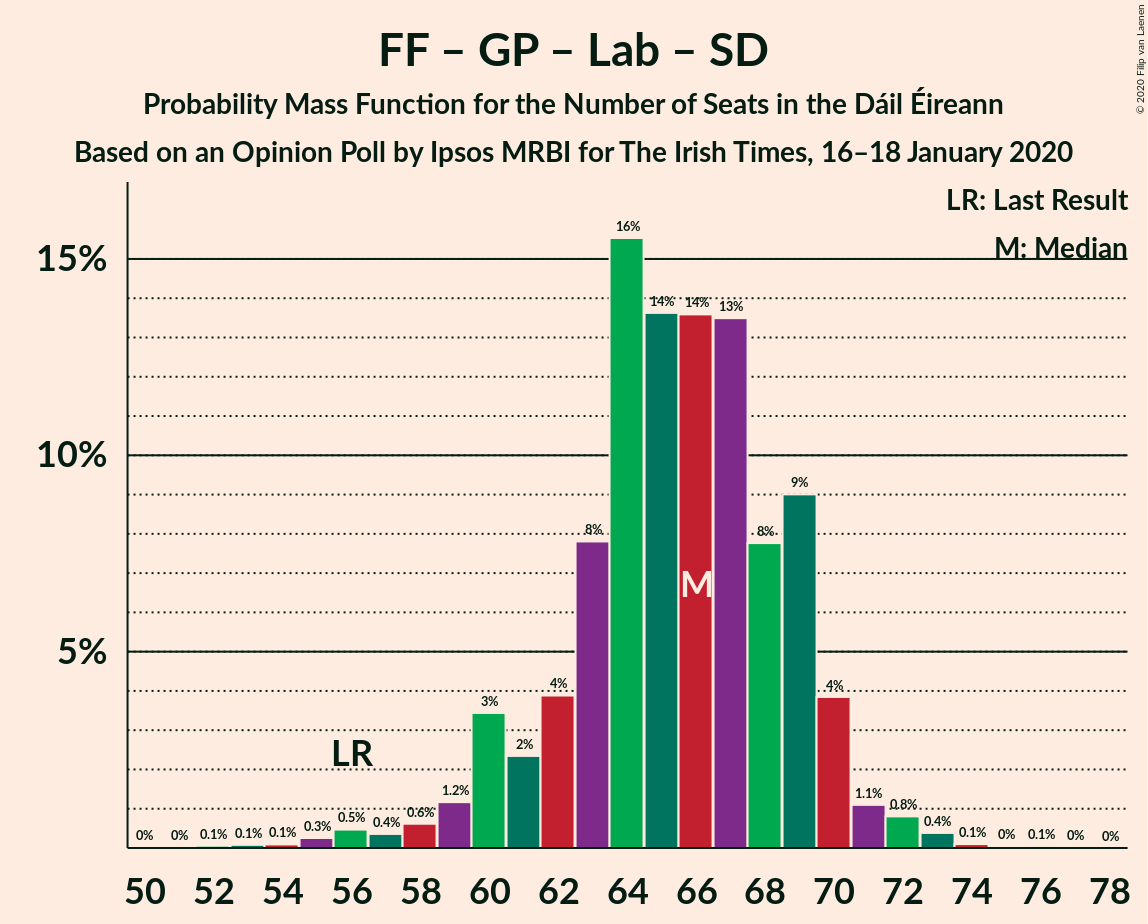 FF – GP – Lab – SD
Probability Mass Function for the Number of Seats in the Dáil Éireann
Based on an Opinion Poll by Ipsos MRBI for The Irish Times, 16–18 January 2020
© 2020 Filip van Laenen
LR: Last Result
M: Median
15%
10%
5%
0% 0% 0.1% 0.1% 0.1% 0.3% 0.5% 0.4% 0.6% 1.2% 3% 2% 4% 8% 16% 14% 14% 13% 8% 9% 4% 1.1% 0.8% 0.4% 0.1% 0% 0.1% 0% 0%
LR
M
50 52 54 56 58 60 62 64 66 68 70 72 74 76 78